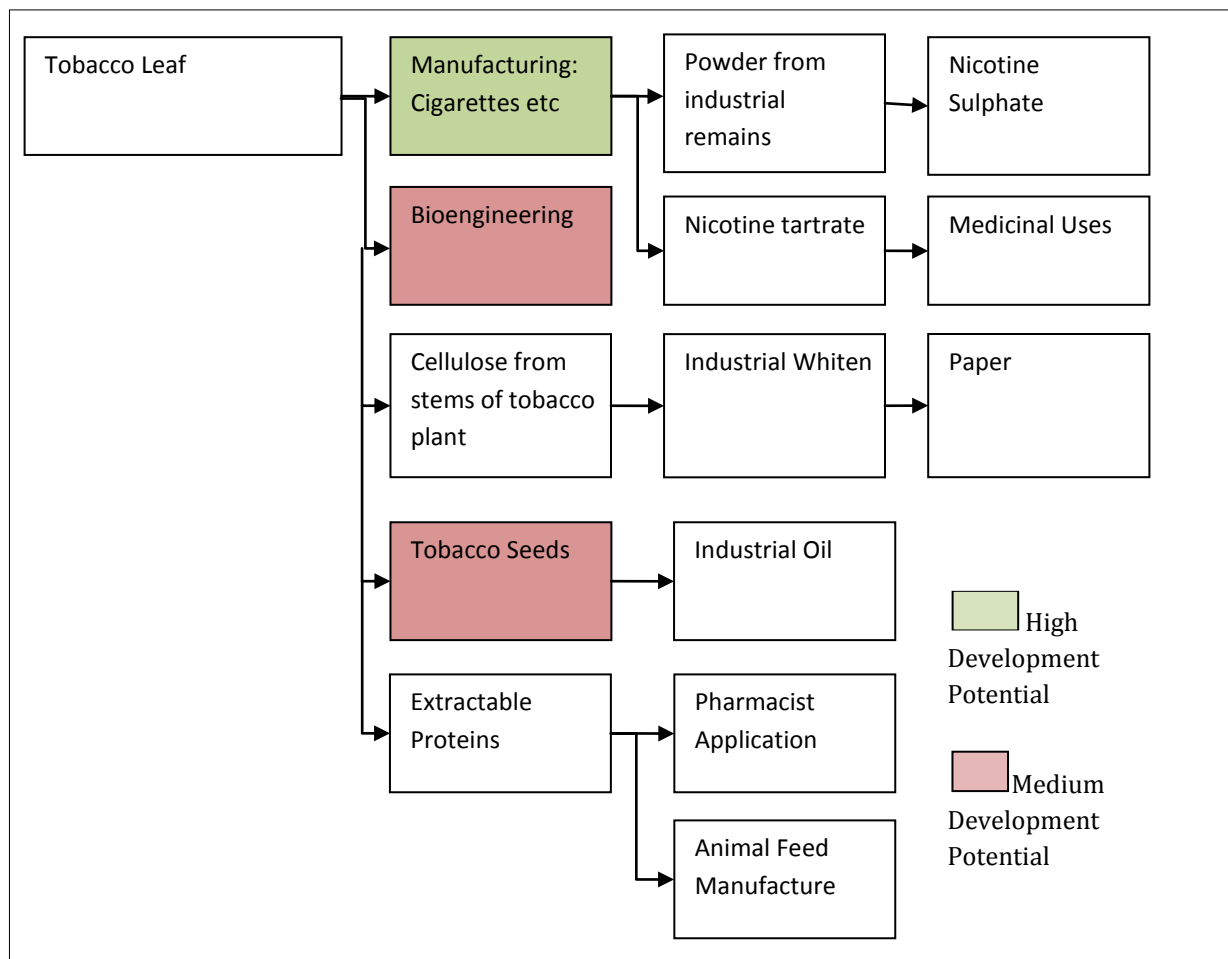 Tobacco Leaf
Manufacturing:
Cigarettes etc
Powder from
industrial
remains
Nicotine
Sulphate
Bioengineering
Nicotine tartrate
Medicinal Uses
Cellulose from
stems of tobacco
plant
Industrial Whiten
Paper
Tobacco Seeds
Industrial Oil
High
Development
Potential
Extractable
Proteins
Pharmacist
Application
Medium
Development
Potential
Animal Feed
Manufacture